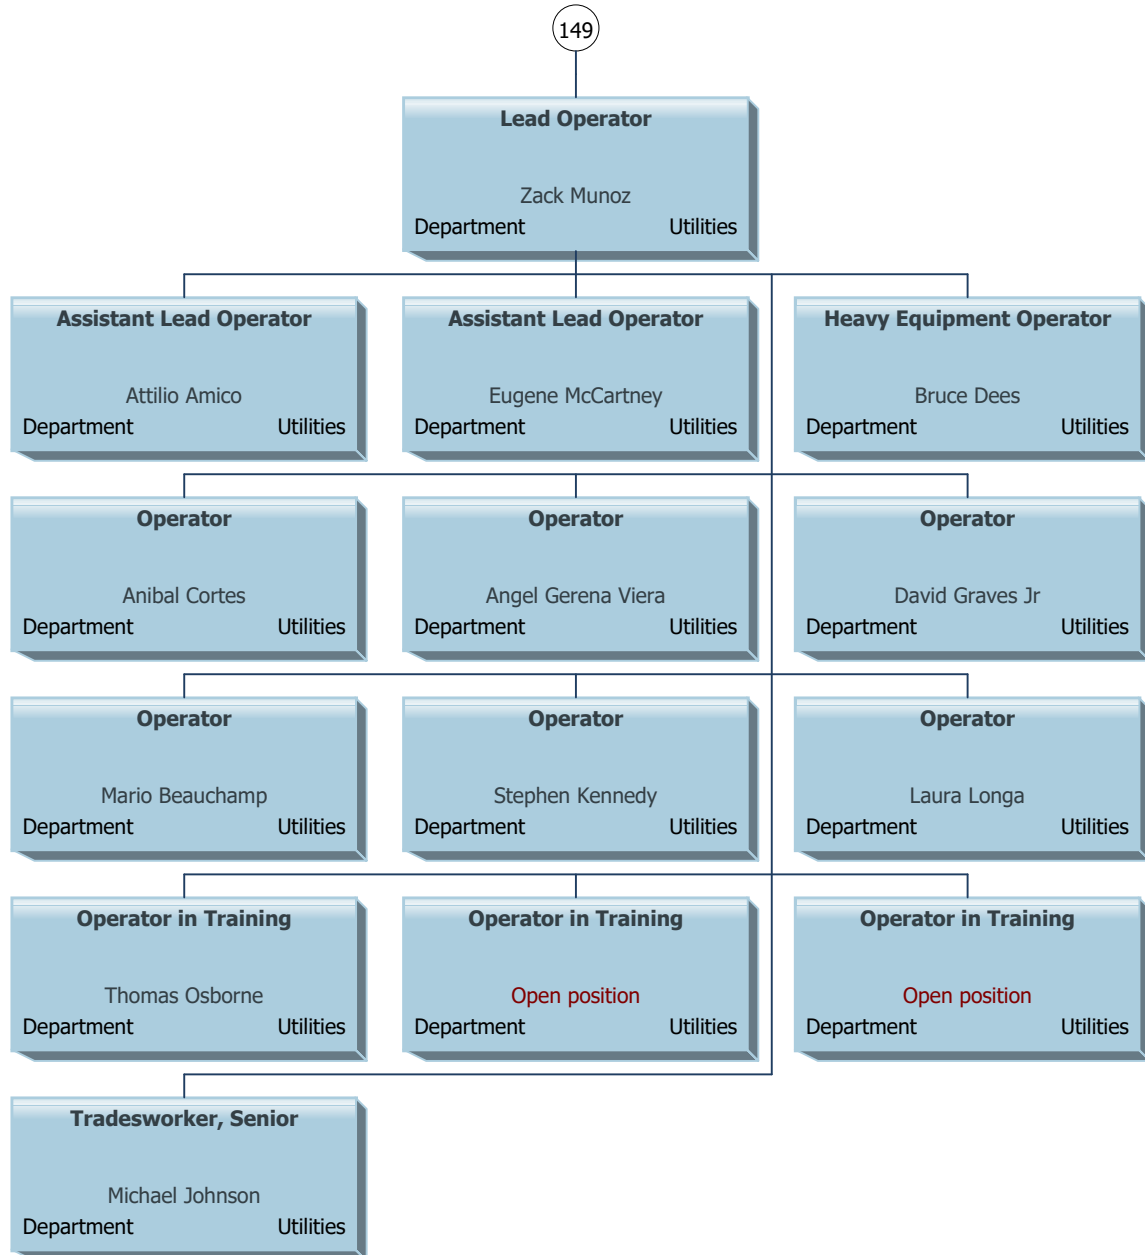 149
Lead Operator
Zack Munoz
Department Utilities
Assistant Lead Operator
Attilio Amico
Department Utilities
Assistant Lead Operator
Eugene McCartney
Department Utilities
Heavy Equipment Operator
Bruce Dees
Department Utilities
Operator
Anibal Cortes
Department Utilities
Operator
Angel Gerena Viera
Department Utilities
Operator
David Graves Jr
Department Utilities
Operator
Mario Beauchamp
Department Utilities
Operator
Stephen Kennedy
Department Utilities
Operator
Laura Longa
Department Utilities
Operator in Training
Thomas Osborne
Department Utilities
Operator in Training
Open position
Department Utilities
Operator in Training
Open position
Department Utilities
Tradesworker, Senior
Michael Johnson
Department Utilities